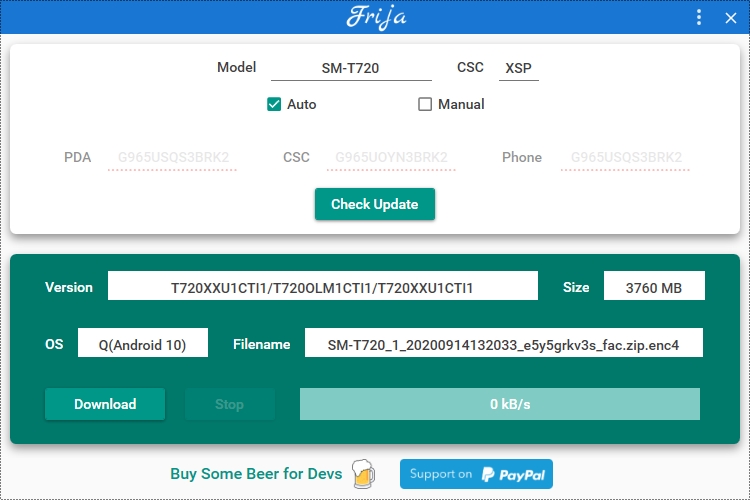 Frija
Model SM-T720 CSC XSP
Auto Manual
PDA G965USQS3BRK2 CSC G965UOYN3BRK2 Phone G965USQS3BRK2
Check Update
Version T720XXU1CTI1/T720OLM1CTI1/T720XXU1CTI1 Size 3760 MB
OS Q(Android 10) Filename SM-T720_1_20200914132033_e5y5grkv3s_fac.zip.enc4
Download Stop 0 kB/s
Buy Some Beer for Devs Support on PayPal